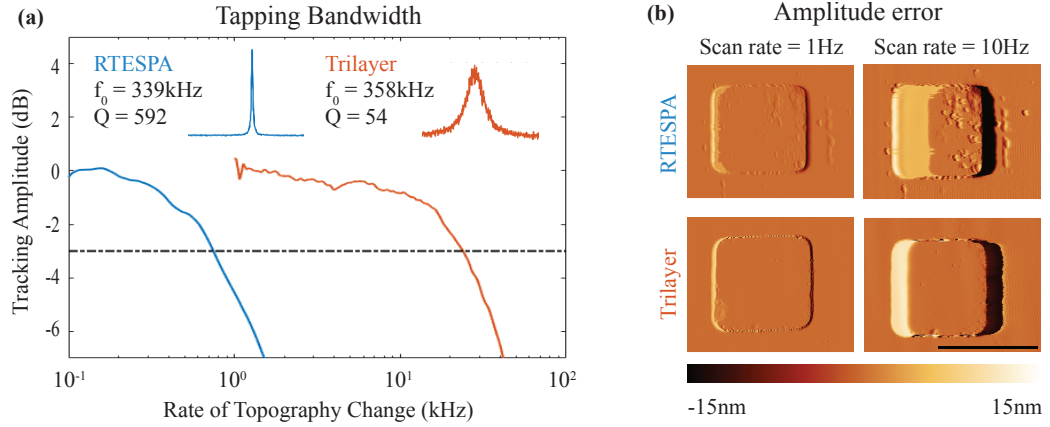 (a)
Tapping Bandwidth
Tracking Amplitude (dB)
4
2
0
-2
-4
-6
RTESPA
f₀ = 339kHz
Q = 592
Trilayer
f₀ = 358kHz
Q = 54
10⁻¹
10⁰
10¹
10²
Rate of Topography Change (kHz)
(b)
Amplitude error
Scan rate = 1Hz
Scan rate = 10Hz
RTESPA
Trilayer
-15nm
15nm